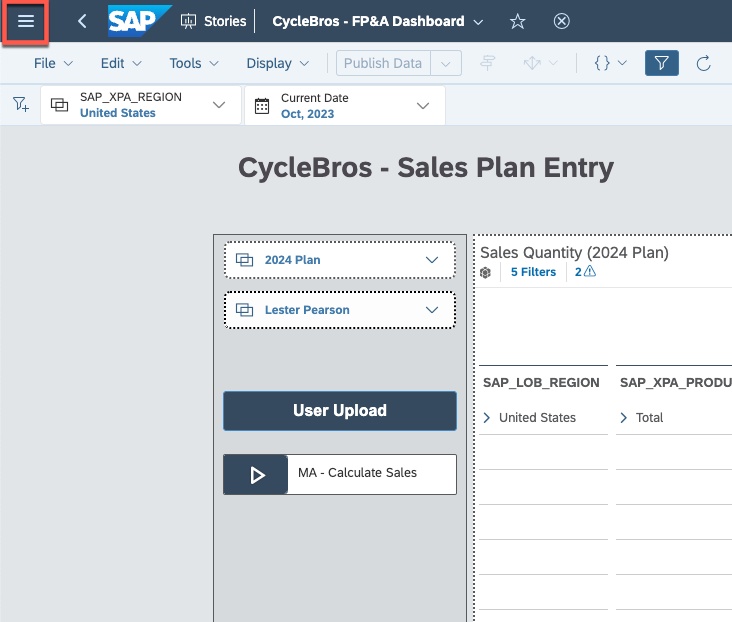 SAP Stories CycleBros - FP&A Dashboard
File Edit Tools Display Publish Data { }
SAP_XPA_REGION
United States
Current Date
Oct, 2023
CycleBros - Sales Plan Entry
2024 Plan
Lester Pearson
User Upload
MA - Calculate Sales
Sales Quantity (2024 Plan)
5 Filters 2
SAP_LOB_REGION SAP_XPA_PRODU
United States Total